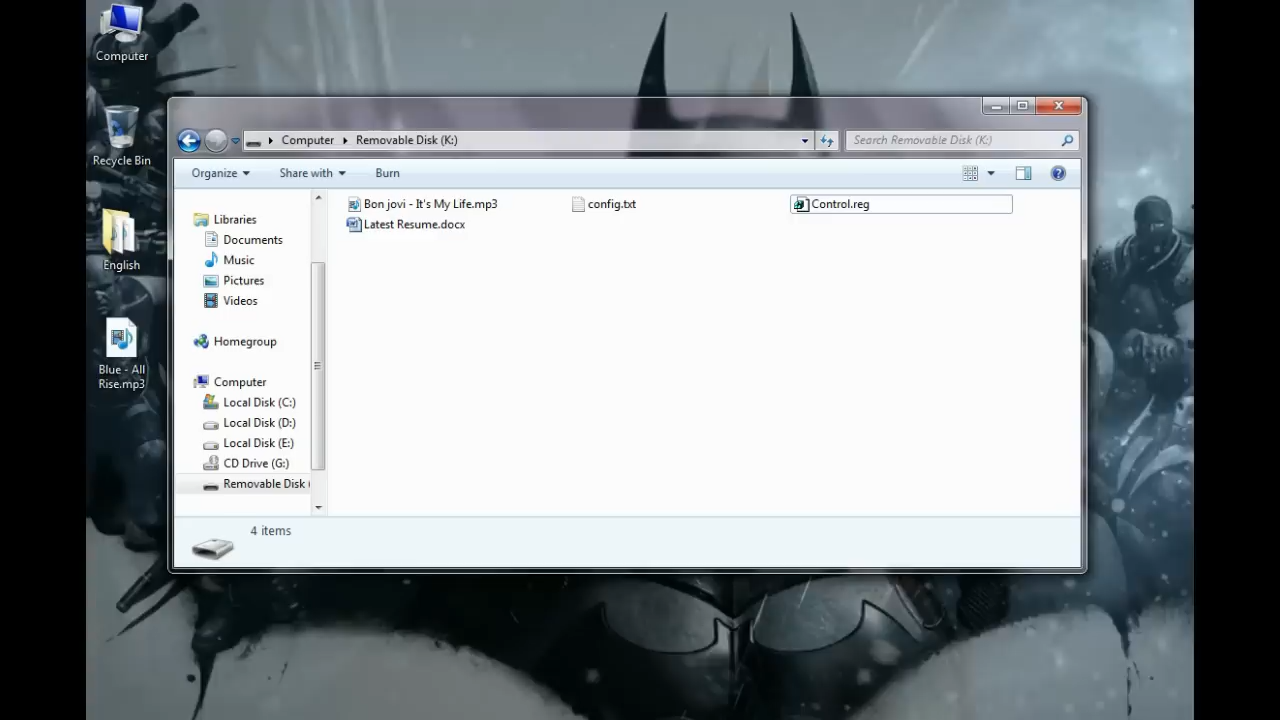 Computer
Recycle Bin
English
Blue - All
Rise.mp3
Computer
Removable Disk (K:)
Search Removable Disk (K:)
Organize
Share with
Burn
Libraries
Documents
Music
Pictures
Videos
Homegroup
Computer
Local Disk (C:)
Local Disk (D:)
Local Disk (E:)
CD Drive (G:)
Removable Disk (
Bon jovi - It's My Life.mp3
config.txt
Control.reg
Latest Resume.docx
4 items